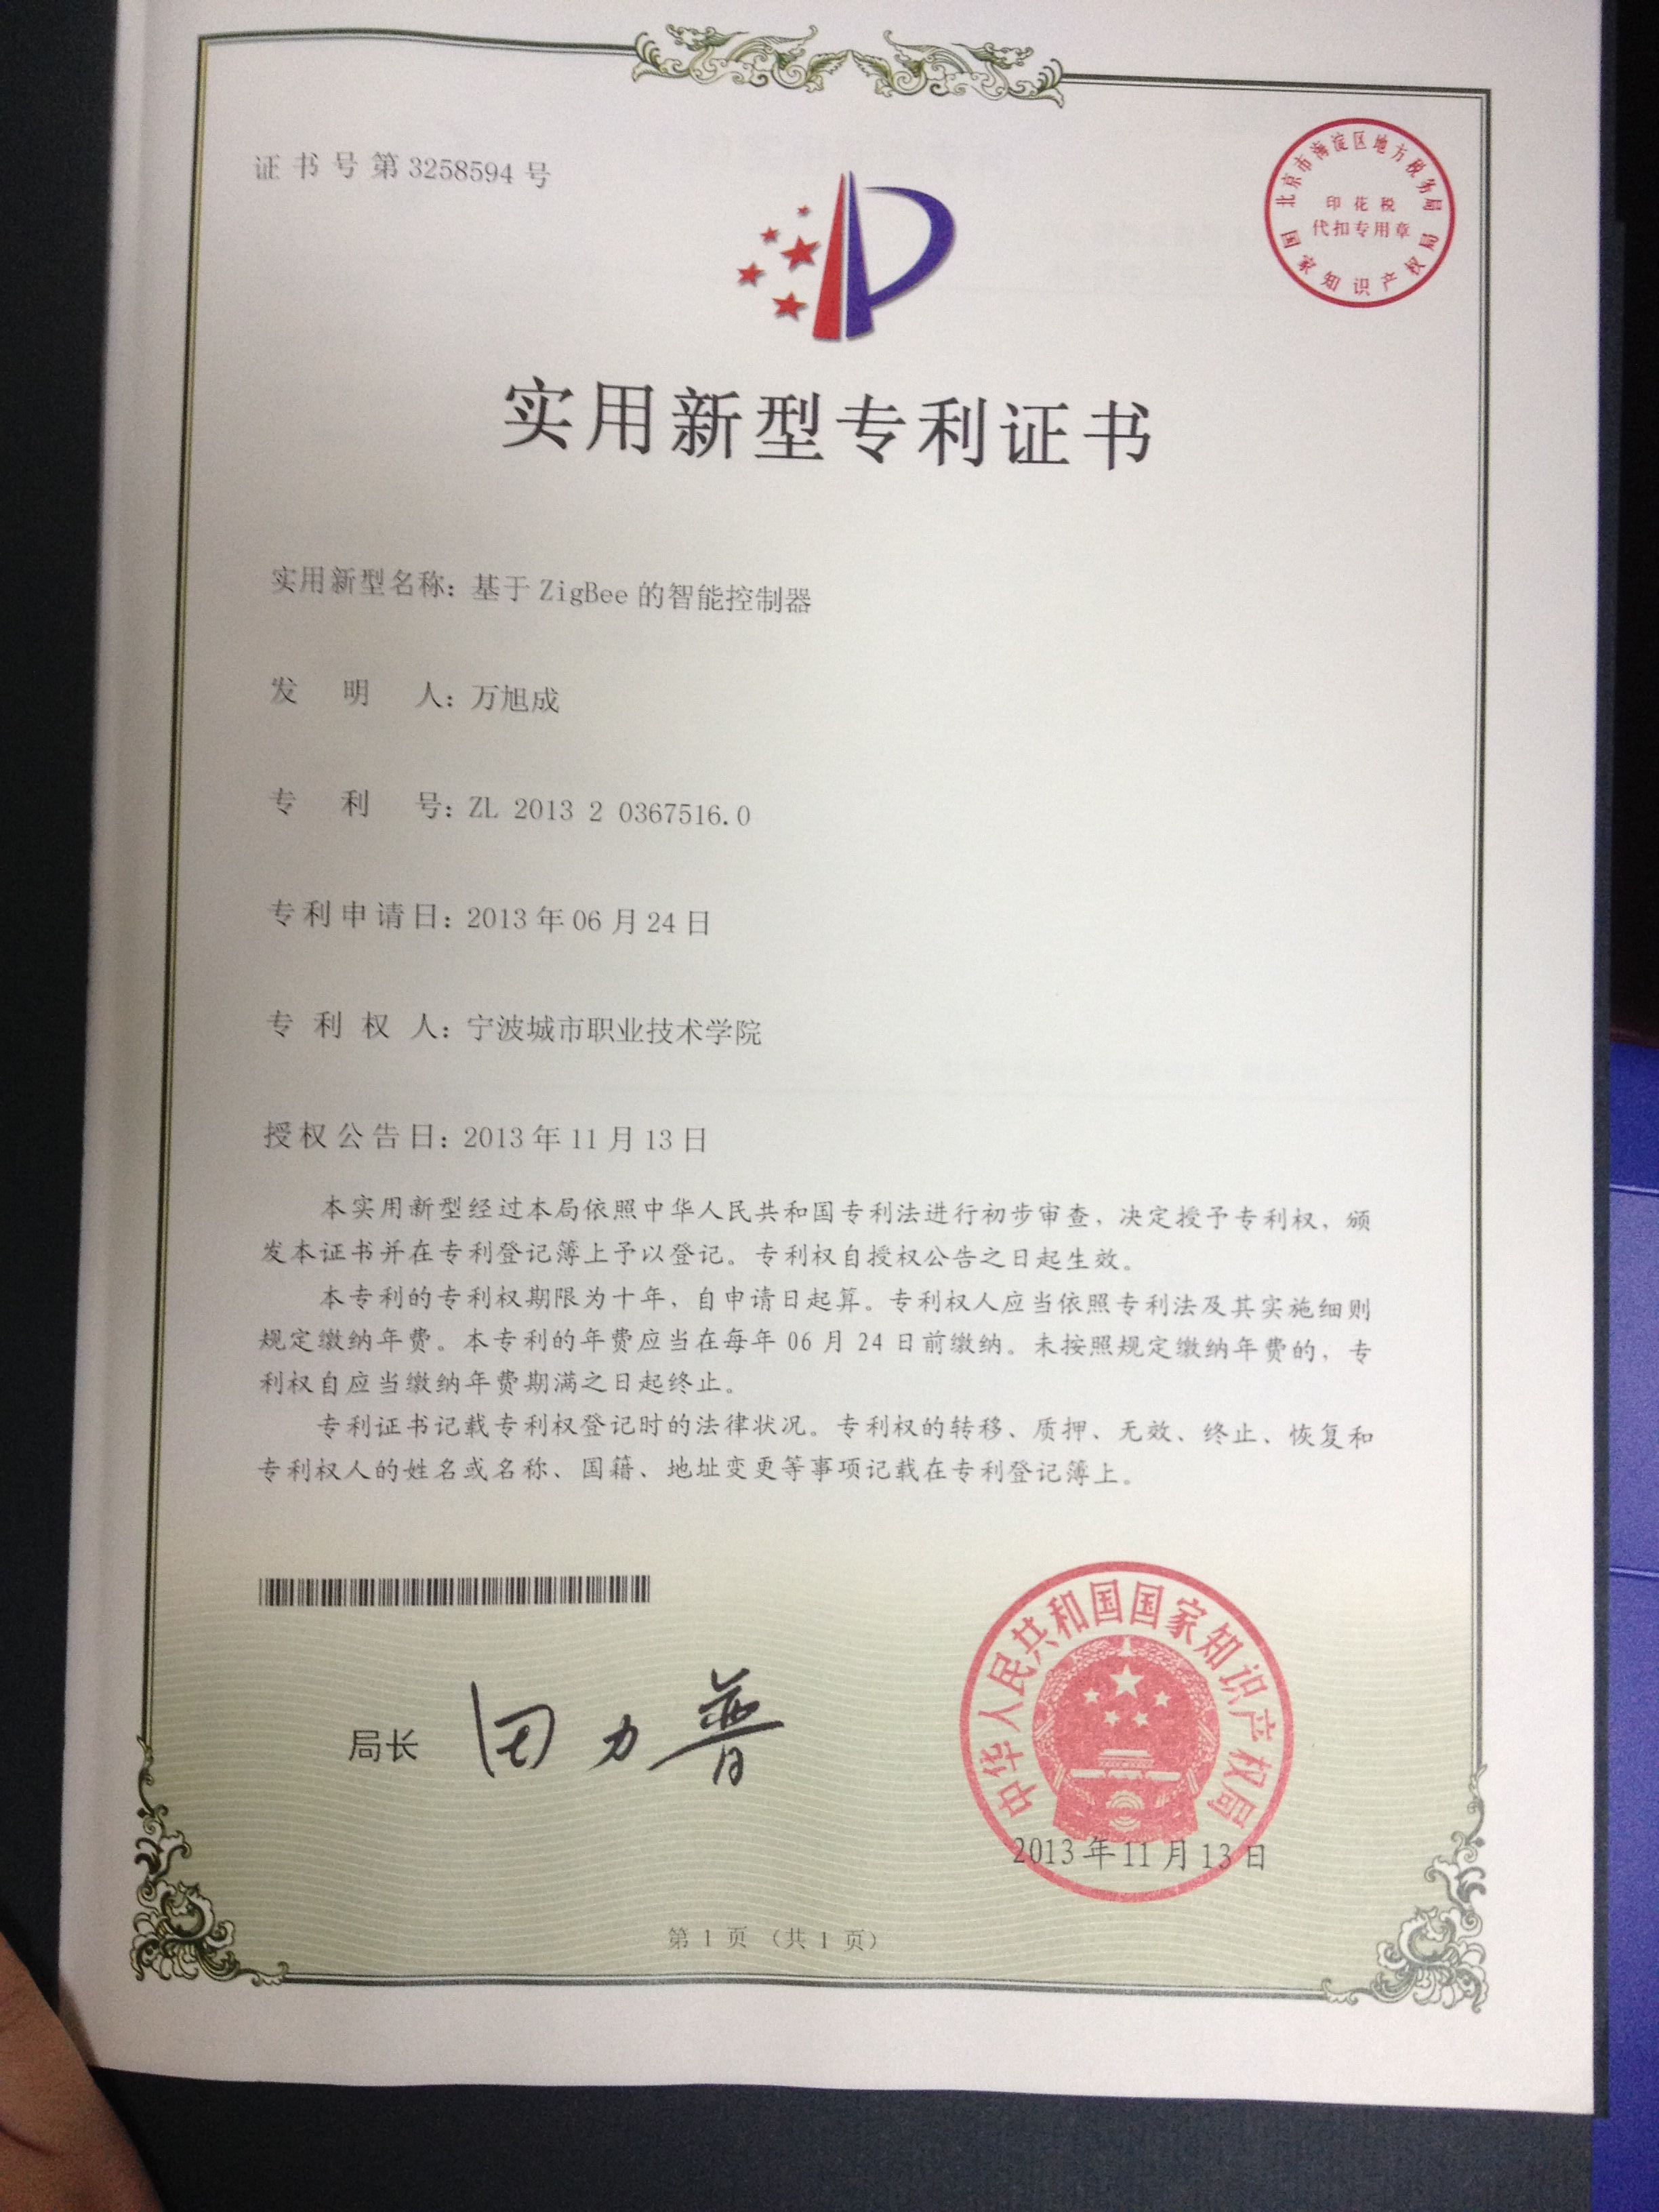 证书号第3258594号
北京市海淀区地方税务局
印花税
代扣专用章
国家知识产权局
实用新型专利证书
实用新型名称：基于 ZigBee 的智能控制器
发明人：万旭成
专利号：ZL 2013 2 0367516.0
专利申请日：2013年06月24日
专利权人：宁波城市职业技术学院
授权公告日：2013年11月13日
本实用新型经过本局依照中华人民共和国专利法进行初步审查，决定授予专利权，颁
发本证书并在专利登记簿上予以登记。专利权自授权公告之日起生效。
本专利的专利权期限为十年，自申请日起算。专利权人应当依照专利法及其实施细则
规定缴纳年费。本专利的年费应当在每年 06 月 24 日前缴纳。未按照规定缴纳年费的，专
利权自应当缴纳年费期满之日起终止。
专利证书记载专利权登记时的法律状况。专利权的转移、质押、无效、终止、恢复和
专利权人的姓名或名称、国籍、地址变更等事项记载在专利登记簿上。
局长 田力普
中华人民共和国国家知识产权局
2013年11月13日
第 1 页 （共 1 页）